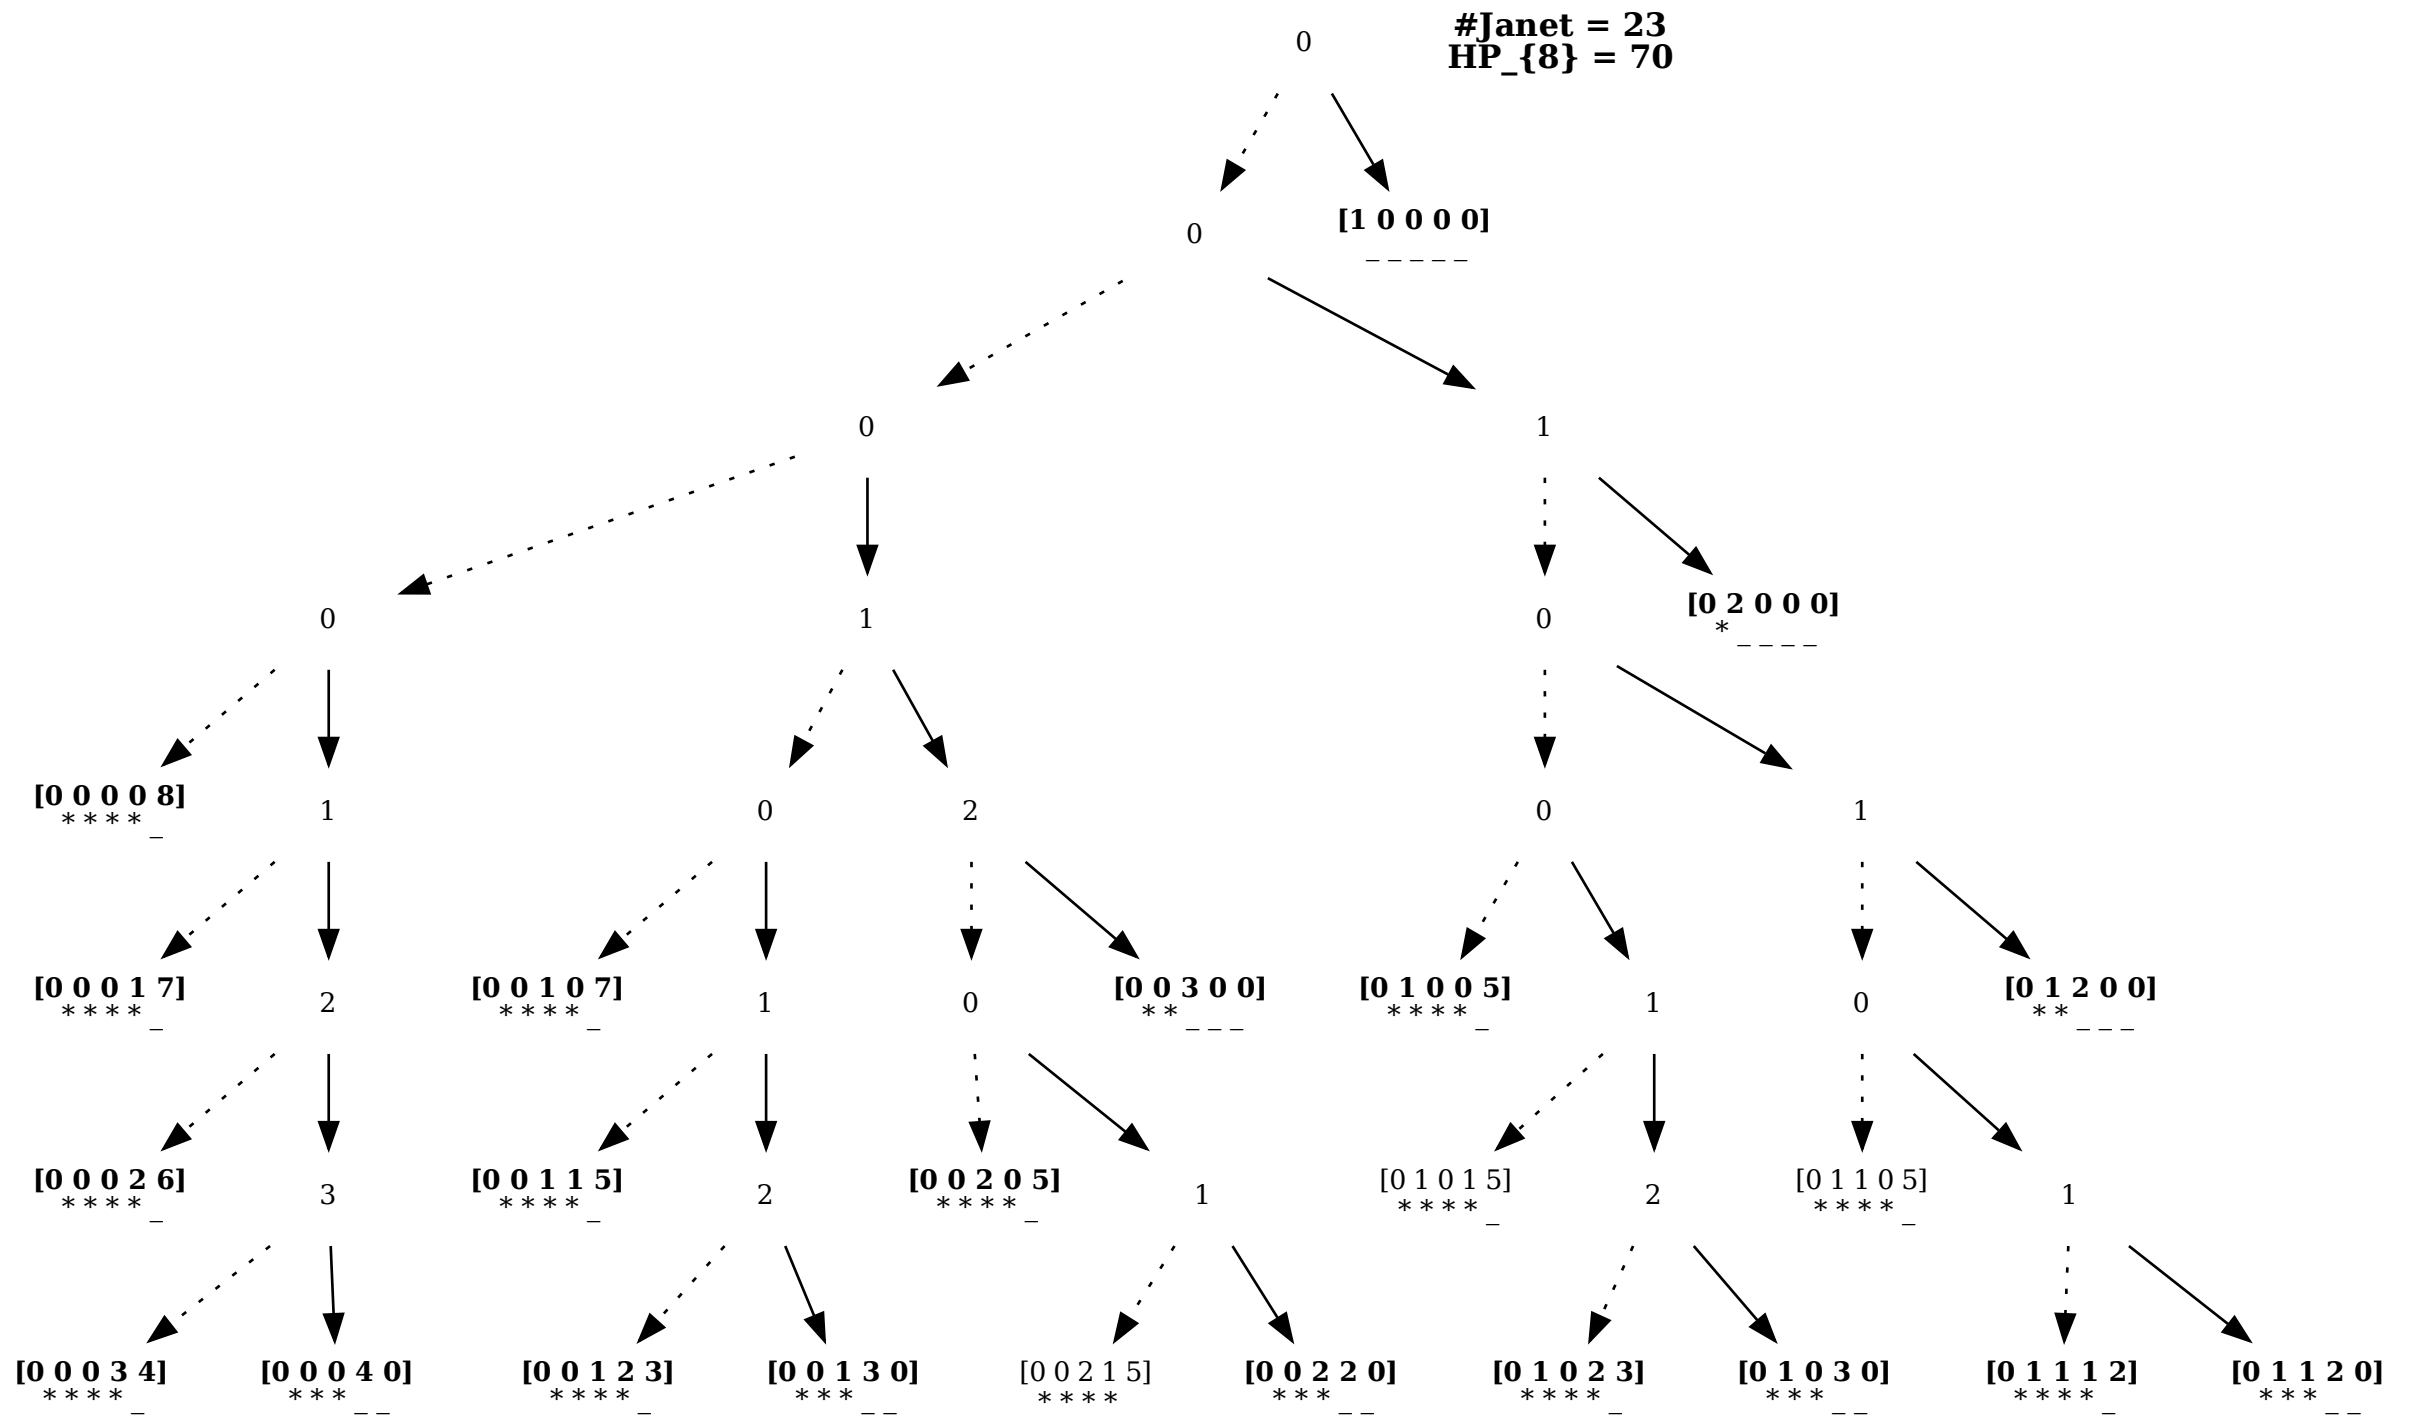 #Janet = 23
0
HP_{8} = 70
[1 0 0 0 0]
0
_ _ _ _ _
0
1
[0 2 0 0 0]
0
1
0
* _ _ _ _
[0 0 0 0 8]
1
0
2
0
1
* * * * _
[0 0 0 1 7]
[0 0 1 0 7]
[0 0 3 0 0]
[0 1 0 0 5]
[0 1 2 0 0]
2
1
0
1
0
* * * * _
* * * * _
* * _ _ _
* * * * _
* * _ _ _
[0 0 0 2 6]
[0 0 1 1 5]
[0 0 2 0 5]
[0 1 0 1 5]
[0 1 1 0 5]
3
2
1
2
1
* * * * _
* * * * _
* * * * _
* * * * _
* * * * _
[0 0 0 3 4]
[0 0 0 4 0]
[0 0 1 2 3]
[0 0 1 3 0]
[0 0 2 1 5]
[0 0 2 2 0]
[0 1 0 2 3]
[0 1 0 3 0]
[0 1 1 1 2]
[0 1 1 2 0]
* * * * _
* * * _ _
* * * * _
* * * _ _
* * * *
* * * _ _
* * * * _
* * * _ _
* * * * _
* * * _ _